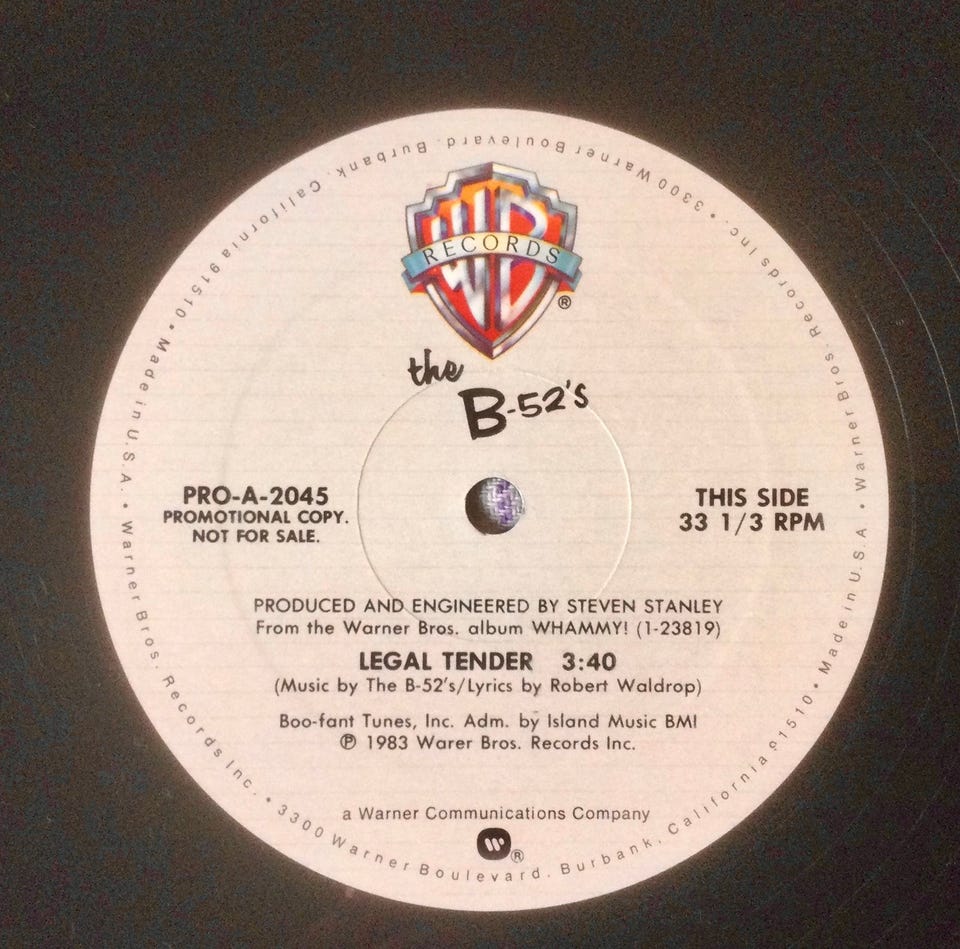 WB
RECORDS
®
the
B-52's
PRO-A-2045
PROMOTIONAL COPY.
NOT FOR SALE.
THIS SIDE
33 1/3 RPM
PRODUCED AND ENGINEERED BY STEVEN STANLEY
From the Warner Bros. album WHAMMY! (1-23819)
LEGAL TENDER 3:40
(Music by The B-52's/Lyrics by Robert Waldrop)
Boo-fant Tunes, Inc. Adm. by Island Music BMI
℗ 1983 Warer Bros. Records Inc.
a Warner Communications Company
®
Warner Bros. Records Inc. • 3300 Warner Boulevard. Burbank, California 91510 • Made in U.S.A. •
Warner Bros. Records Inc. • 3300 Warner Boulevard. Burbank, California 91510 • Made in U.S.A •